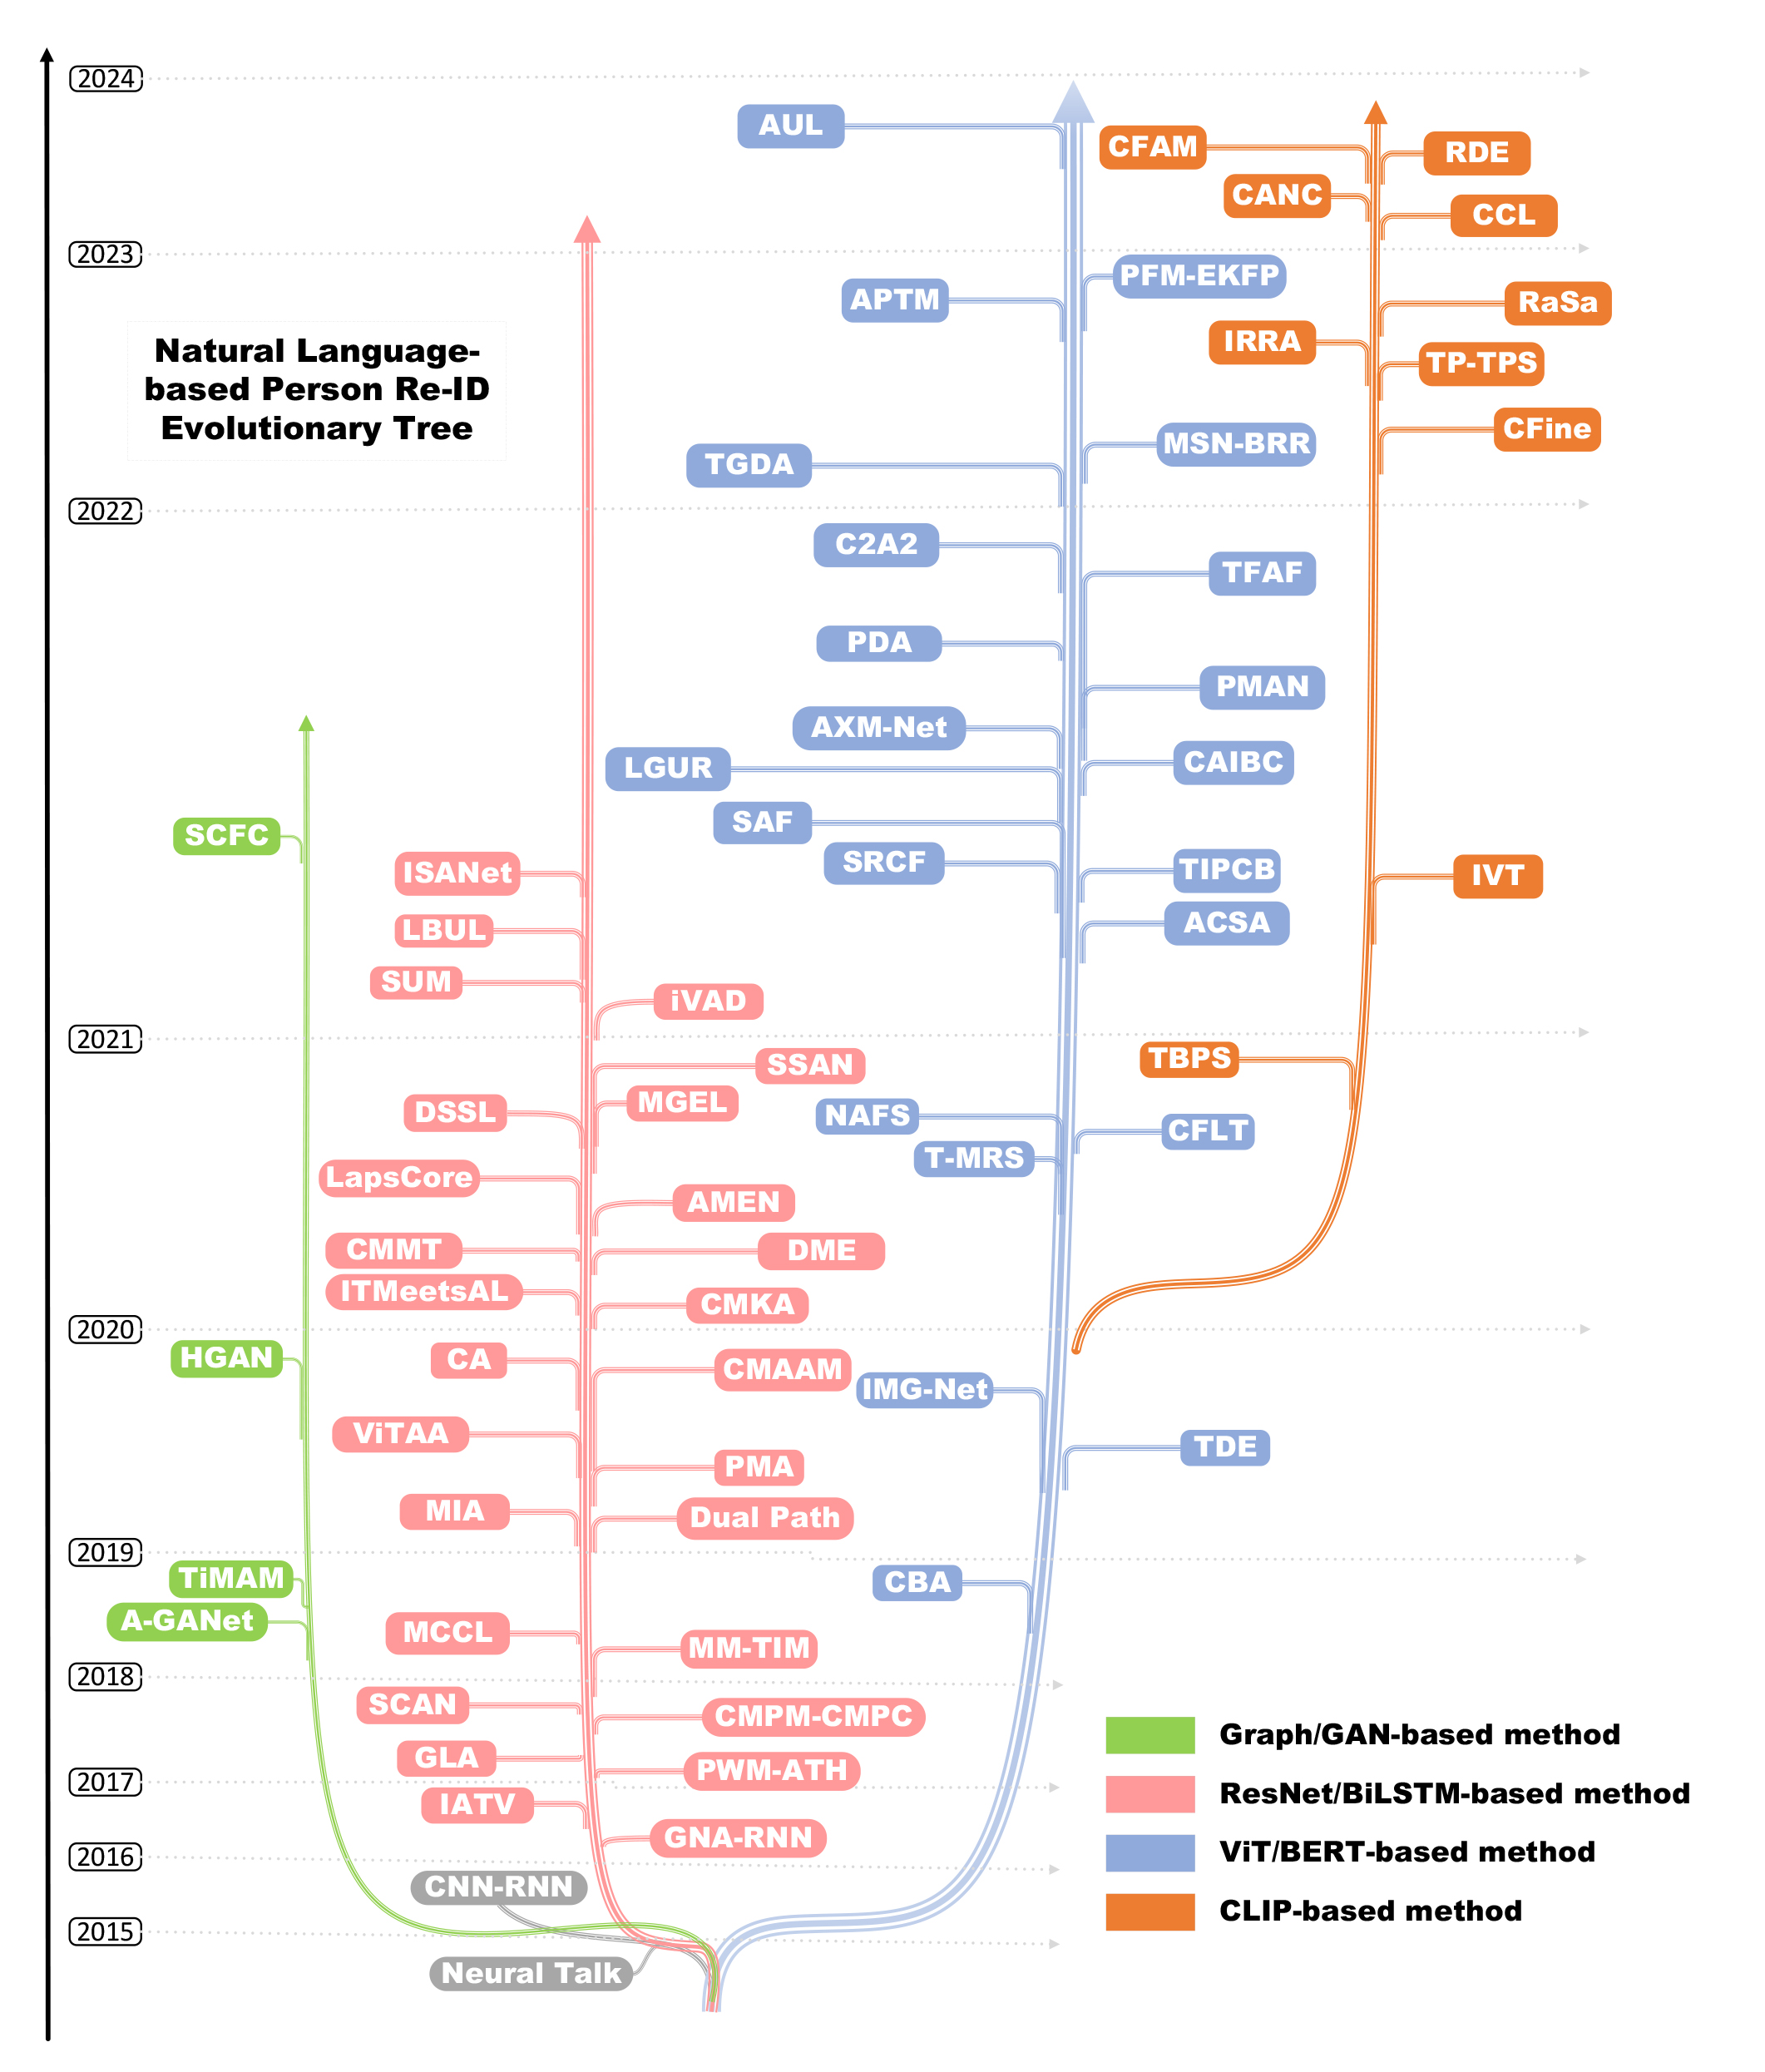 2024
AUL
CFAM
RDE
CANC
CCL
2023
PFM-EKFP
APTM
RaSa
Natural Language-
based Person Re-ID
Evolutionary Tree
IRRA
TP-TPS
CFine
MSN-BRR
TGDA
2022
C2A2
TFAF
PDA
PMAN
AXM-Net
LGUR
CAIBC
SAF
SCFC
SRCF
ISANet
TIPCB
IVT
LBUL
ACSA
SUM
iVAD
2021
TBPS
SSAN
MGEL
DSSL
NAFS
CFLT
T-MRS
LapsCore
AMEN
CMMT
DME
ITMeetsAL
CMKA
2020
HGAN
CA
CMAAM
IMG-Net
ViTAA
TDE
PMA
MIA
Dual Path
2019
TiMAM
CBA
A-GANet
MCCL
MM-TIM
2018
SCAN
CMPM-CMPC
Graph/GAN-based method
GLA
PWM-ATH
2017
ResNet/BiLSTM-based method
IATV
GNA-RNN
2016
ViT/BERT-based method
CNN-RNN
CLIP-based method
2015
Neural Talk